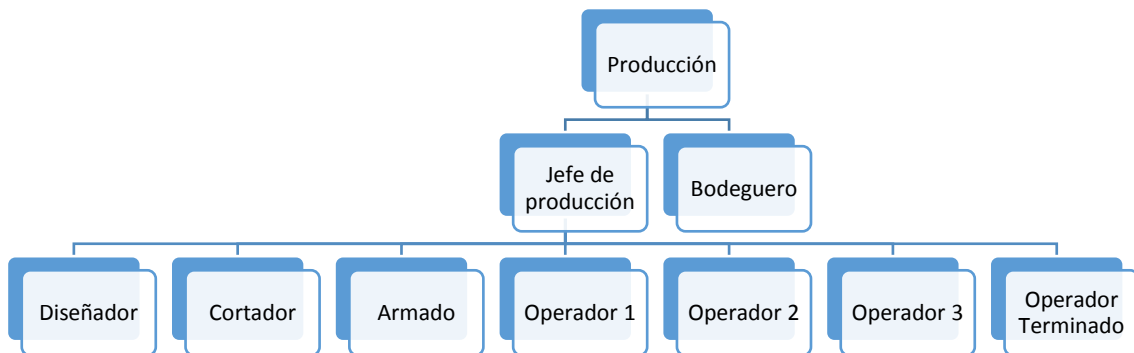 Producción
Jefe de
producción
Bodeguero
Diseñador
Cortador
Armado
Operador 1
Operador 2
Operador 3
Operador
Terminado